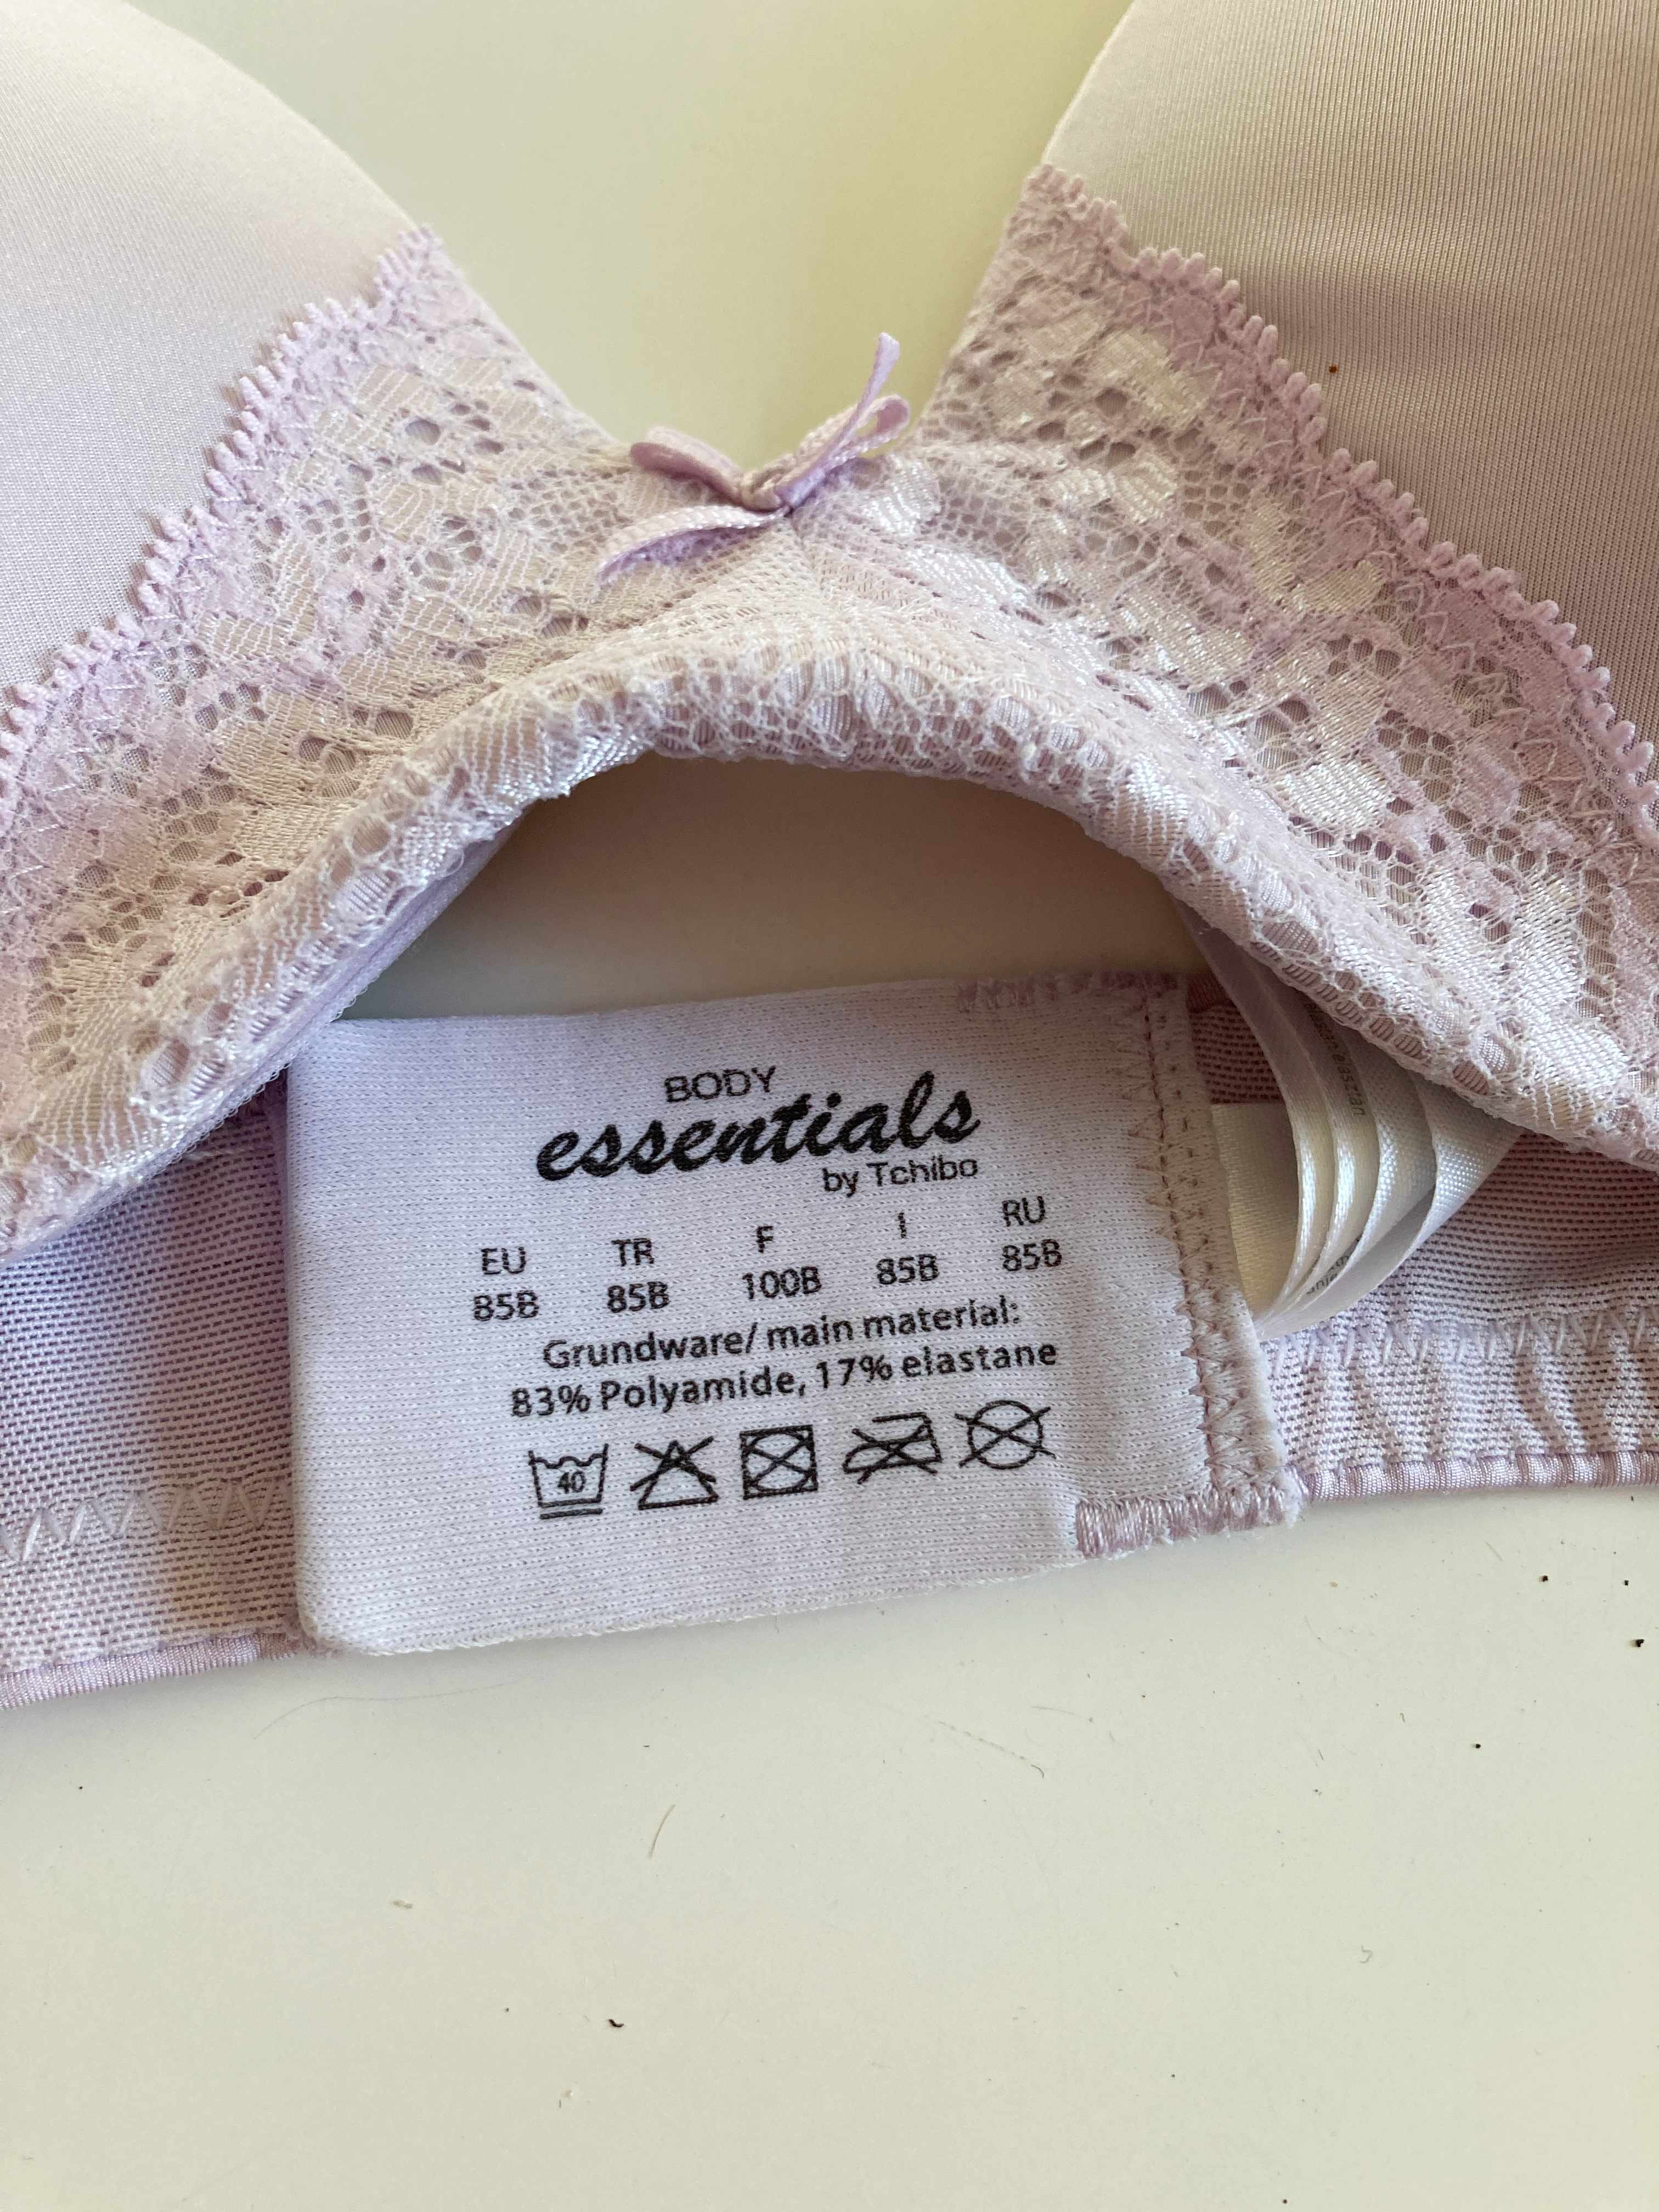 BODY
essentials
by Tchibo
EU TR F I RU
85B 85B 100B 85B 85B
Grundware/ main material:
83% Polyamide, 17% elastane
40